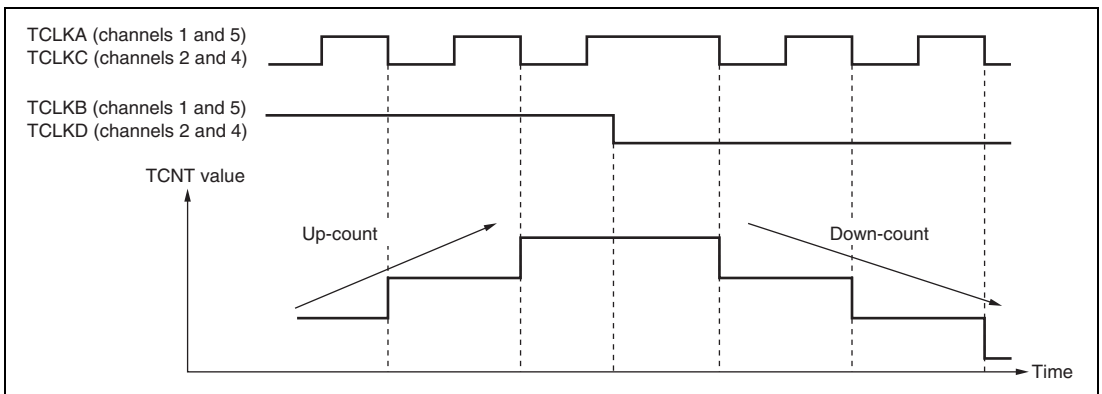 TCLKA (channels 1 and 5)
TCLKC (channels 2 and 4)
TCLKB (channels 1 and 5)
TCLKD (channels 2 and 4)
TCNT value
Up-count
Down-count
Time